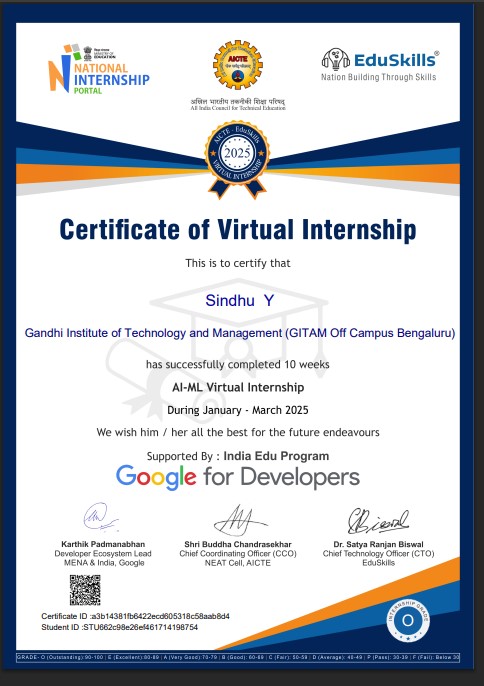 शिक्षा मंत्रालय
MINISTRY OF
EDUCATION
NATIONAL
INTERNSHIP
PORTAL
AICTE
अखिल भारतीय तकनीकी शिक्षा परिषद्
All India Council for Technical Education
EduSkills®
Nation Building Through Skills
AICTE - EduSkills
2025
VIRTUAL INTERNSHIP
Certificate of Virtual Internship
This is to certify that
Sindhu Y
Gandhi Institute of Technology and Management (GITAM Off Campus Bengaluru)
has successfully completed 10 weeks
AI-ML Virtual Internship
During January - March 2025
We wish him / her all the best for the future endeavours
Supported By : India Edu Program
Google for Developers
Karthik Padmanabhan
Developer Ecosystem Lead
MENA & India, Google
Shri Buddha Chandrasekhar
Chief Coordinating Officer (CCO)
NEAT Cell, AICTE
Dr. Satya Ranjan Biswal
Chief Technology Officer (CTO)
EduSkills
Certificate ID :a3b14381fb6422ecd605318c58aab8d4
Student ID :STU662c98e26ef461714198754
INTERNSHIP GRADE
O
GRADE- O (Outstanding):90-100 | E (Excellent):80-89 | A (Very Good):70-79 | B (Good): 60-69 | C (Fair): 50-59 | D (Average): 40-49 | P (Pass): 30-39 | F (Fail): Below 30